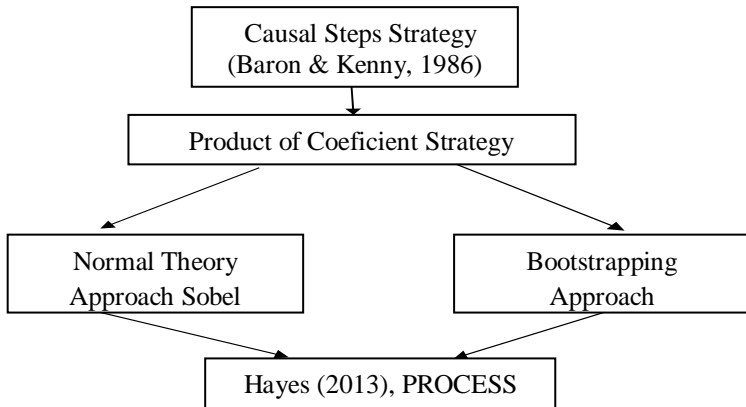 Causal Steps Strategy
(Baron & Kenny, 1986)
Product of Coeficient Strategy
Normal Theory
Approach Sobel
Bootstrapping
Approach
Hayes (2013), PROCESS